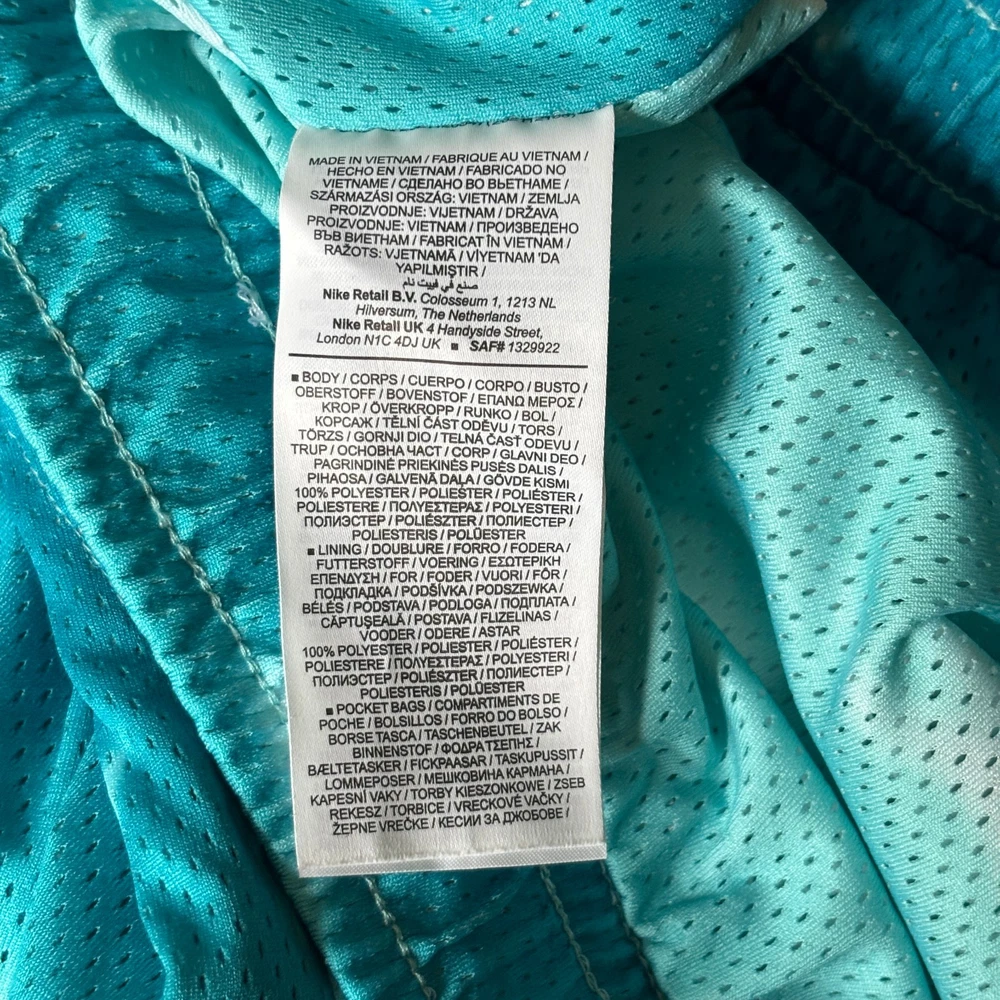 MADE IN VIETNAM / FABRIQUE AU VIETNAM /
HECHO EN VIETNAM / FABRICADO NO
VIETNAME / СДЕЛАНО ВО ВЬЕТНАМЕ /
SZÁRMAZÁSI ORSZÁG: VIETNAM / ZEMLJA
PROIZVODNJE: VIJETNAM / DRŽAVA
PROIZVODNJE: VIETNAM / ПРОИЗВЕДЕНО
ВЪВ ВИЕТНАМ / FABRICAT ÎN VIETNAM /
RAŽOTS: VJETNAMĀ / VİYETNAM 'DA
YAPILMIŞTIR /
صنع في فييت نام
Nike Retail B.V. Colosseum 1, 1213 NL
Hilversum, The Netherlands
Nike Retail UK 4 Handyside Street,
London N1C 4DJ UK ■ SAF# 1329922
■ BODY / CORPS / CUERPO / CORPO / BUSTO /
OBERSTOFF / BOVENSTOF / ΕΠΑΝΩ ΜΕΡΟΣ /
KROP / ÖVERKROPP / RUNKO / BOL /
КОРСАЖ / TĚLNÍ ČÁST ODĚVU / TORS /
TÖRZS / GORNJI DIO / TELNÁ ČASŤ ODEVU /
TRUP / ОСНОВНА ЧАСТ / CORP / GLAVNI DEO /
PAGRINDINĖ PRIEKINĖS PUSĖS DALIS /
PIHAOSA / GALVENĀ DAĻA / GÖVDE KISMI
100% POLYESTER / POLIESTER / POLIÉSTER /
POLIESTERE / ΠΟΛΥΕΣΤΕΡΑΣ / POLYESTERI /
ПОЛИЭСТЕР / POLIÉSZTER / ПОЛИЕСТЕР /
POLIESTERIS / POLÜESTER
■ LINING / DOUBLURE / FORRO / FODERA /
FUTTERSTOFF / VOERING / ΕΣΩΤΕΡΙΚΗ
ΕΠΕΝΔΥΣΗ / FOR / FODER / VUORI / FÔR /
ПОДКЛАДКА / PODŠÍVKA / PODSZEWKA /
BÉLÉS / PODSTAVA / PODLOGA / ПОДПЛАТА /
CĂPTUŞEALĂ / POSTAVA / FLIZELINAS /
VOODER / ODERE / ASTAR
100% POLYESTER / POLIESTER / POLIÉSTER /
POLIESTERE / ΠΟΛΥΕΣΤΕΡΑΣ / POLYESTERI /
ПОЛИЭСТЕР / POLIÉSZTER / ПОЛИЕСТЕР /
POLIESTERIS / POLÜESTER
■ POCKET BAGS / COMPARTIMENTS DE
POCHE / BOLSILLOS / FORRO DO BOLSO /
BORSE TASCA / TASCHENBEUTEL / ZAK
BINNENSTOF / ΦΟΔΡΑ ΤΣΕΠΗΣ /
BÆLTETASKER / FICKPAASAR / TASKUPUSSIT /
LOMMEPOSER / МЕШКОВИНА КАРМАНА /
KAPESNÍ VAKY / TORBY KIESZONKOWE / ZSEB
REKESZ / TORBICE / VRECKOVÉ VAČKY /
ŽEPNE VREČKE / КЕСИИ ЗА ДЖОБОВЕ /